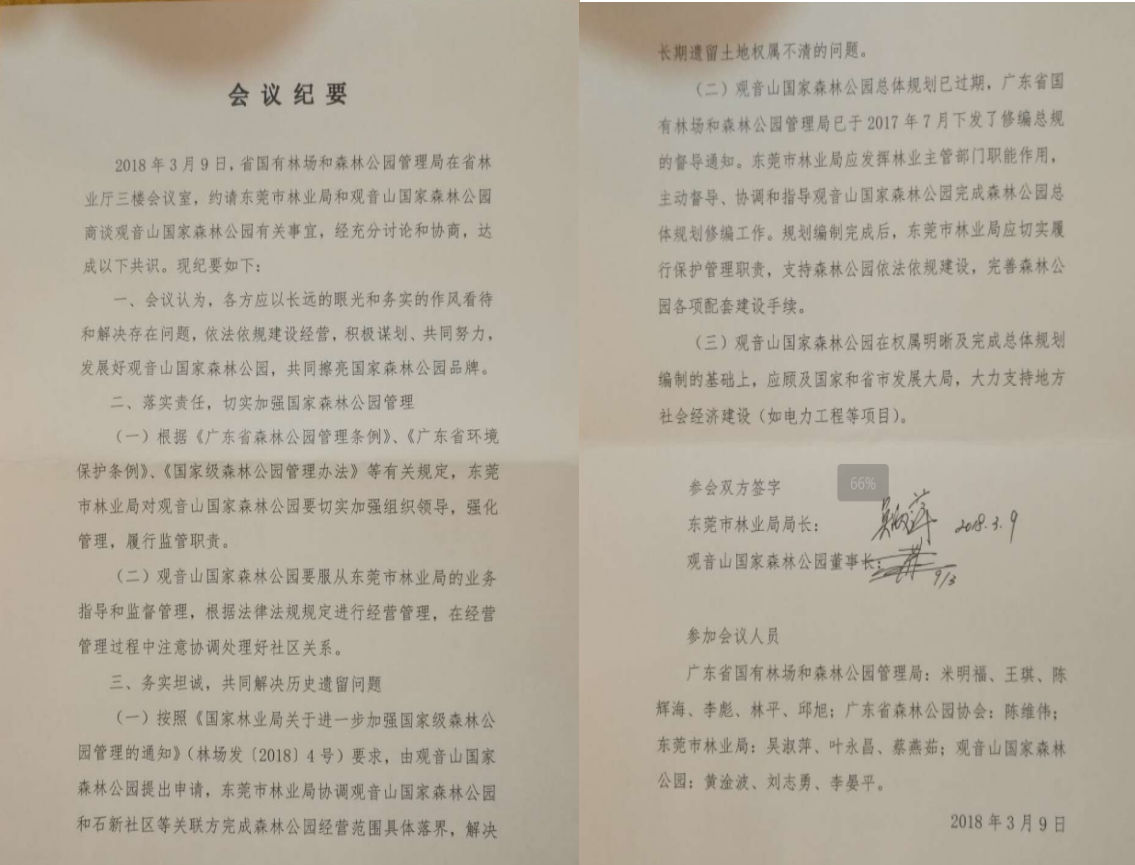 会议纪要
2018年3月9日，省国有林场和森林公园管理局在省林
业厅三楼会议室，约请东莞市林业局和观音山国家森林公园
商谈观音山国家森林公园有关事宜，经充分讨论和协商，达
成以下共识。现纪要如下：
一、会议认为，各方应以长远的眼光和务实的作风看待
和解决存在问题，依法依规建设经营，积极谋划、共同努力，
发展好观音山国家森林公园，共同擦亮国家森林公园品牌。
二、落实责任，切实加强国家森林公园管理
（一）根据《广东省森林公园管理条例》、《广东省环境
保护条例》、《国家级森林公园管理办法》等有关规定，东莞
市林业局对观音山国家森林公园要切实加强组织领导，强化
管理，履行监管职责。
（二）观音山国家森林公园要服从东莞市林业局的业务
指导和监督管理，根据法律法规规定进行经营管理，在经营
管理过程中注意协调处理好社区关系。
三、务实坦诚，共同解决历史遗留问题
（一）按照《国家林业局关于进一步加强国家级森林公
园管理的通知》（林场发〔2018〕4号）要求，由观音山国家
森林公园提出申请，东莞市林业局协调观音山国家森林公园
和石新社区等关联方完成森林公园经营范围具体落界，解决
长期遗留土地权属不清的问题。
（二）观音山国家森林公园总体规划已过期，广东省国
有林场和森林公园管理局已于2017年7月下发了修编总规
的督导通知。东莞市林业局应发挥林业主管部门职能作用，
主动督导、协调和指导观音山国家森林公园完成森林公园总
体规划修编工作。规划编制完成后，东莞市林业局应切实履
行保护管理职责，支持森林公园依法依规建设，完善森林公
园各项配套建设手续。
（三）观音山国家森林公园在权属明晰及完成总体规划
编制的基础上，应顾及国家和省市发展大局，大力支持地方
社会经济建设（如电力工程等项目）。
参会双方签字
66%
东莞市林业局局长： 吴淑萍 2018.3.9
观音山国家森林公园董事长： 9/3
参加会议人员
广东省国有林场和森林公园管理局：米明福、王琪、陈
辉海、李彪、林平、邱旭；广东省森林公园协会：陈维伟；
东莞市林业局：吴淑萍、叶永昌、蔡燕茹；观音山国家森林
公园：黄淦波、刘志勇、李晏平。
2018年3月9日